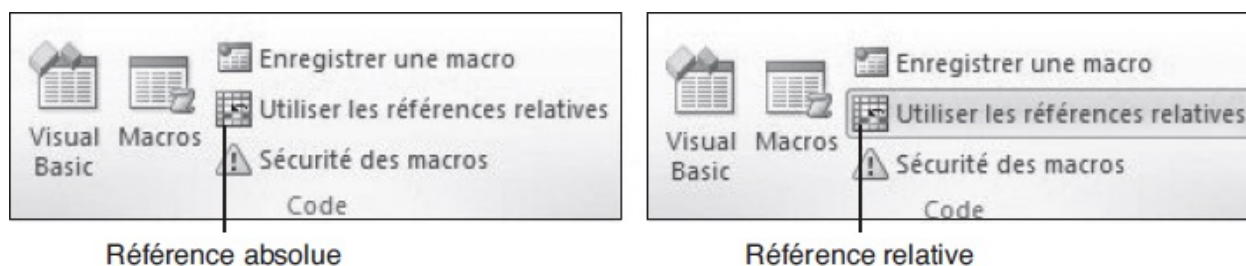 Enregistrer une macro
Utiliser les références relatives
Visual Basic
Macros
Sécurité des macros
Code
Référence absolue
Enregistrer une macro
Utiliser les références relatives
Visual Basic
Macros
Sécurité des macros
Code
Référence relative